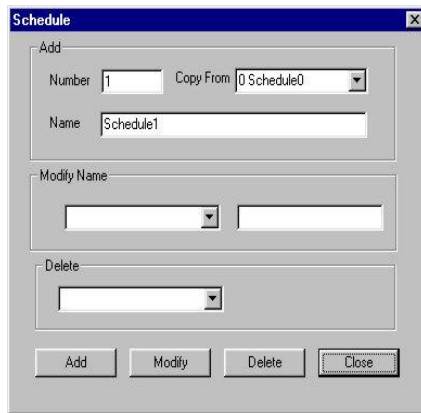 Schedule
Add
Number 1 Copy From 0 Schedule0
Name Schedule1
Modify Name
Delete
Add Modify Delete Close